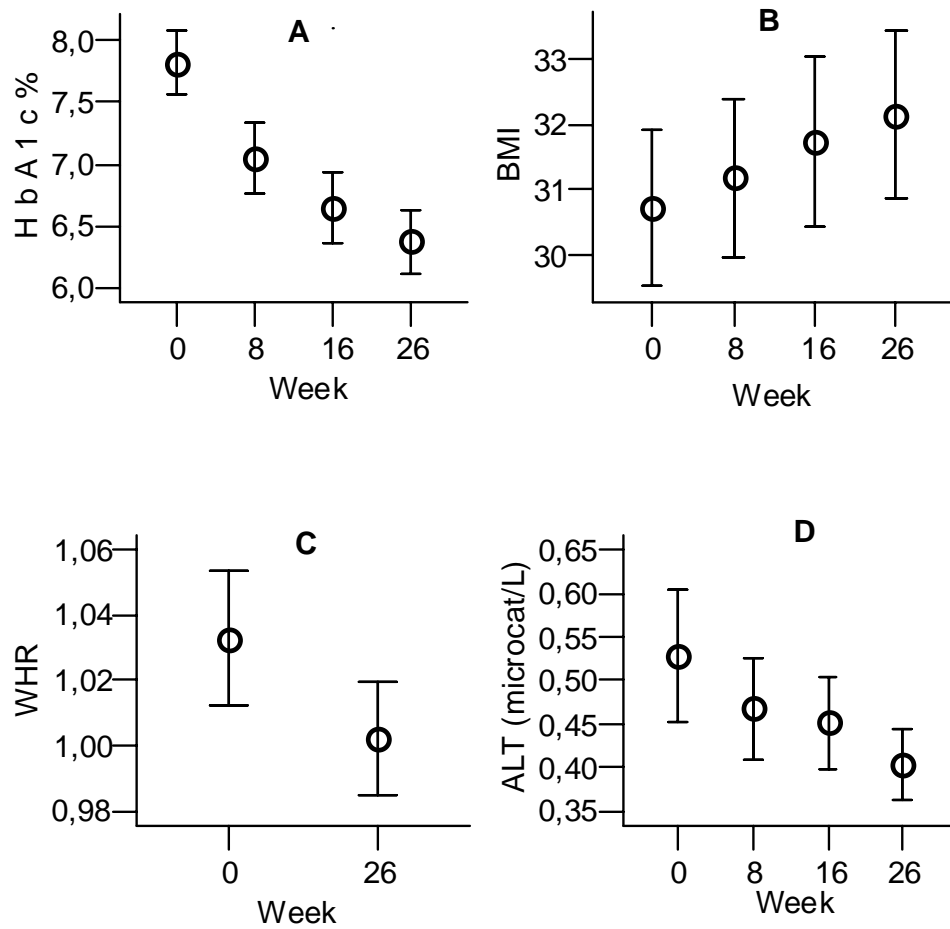 A
H b A 1 c %
8,0
7,5
7,0
6,5
6,0
0 8 16 26
Week
B
BMI
33
32
31
30
0 8 16 26
Week
C
WHR
1,06
1,04
1,02
1,00
0,98
0 26
Week
D
ALT (microcat/L)
0,65
0,60
0,55
0,50
0,45
0,40
0,35
0 8 16 26
Week